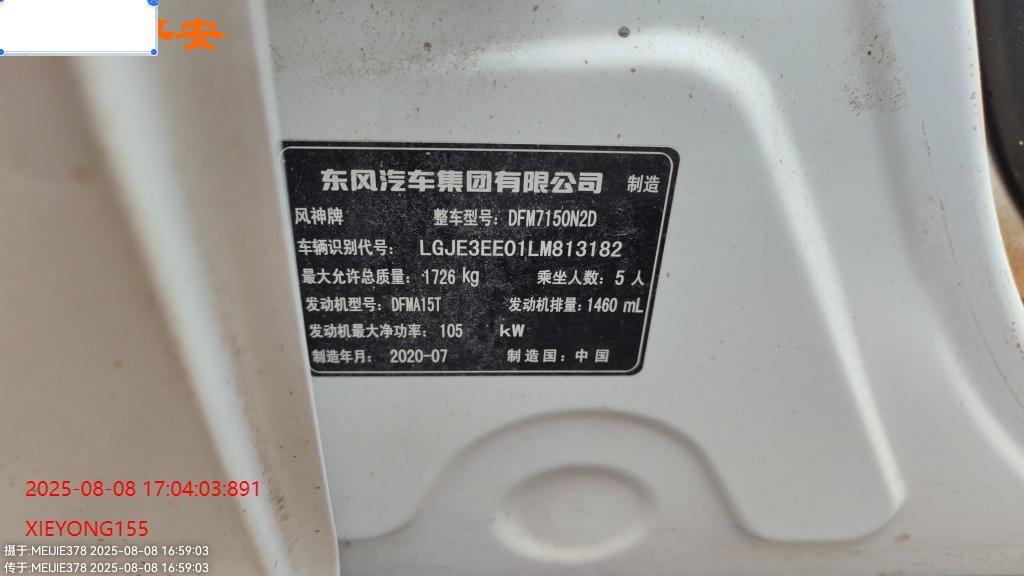 平安
东风汽车集团有限公司 制造
风神牌 整车型号: DFM7150N2D
车辆识别代号: LGJE3EE01LM813182
最大允许总质量: 1726 kg 乘坐人数: 5 人
发动机型号: DFMA15T 发动机排量: 1460 mL
发动机最大净功率: 105 kW
制造年月: 2020-07 制造国: 中 国
2025-08-08 17:04:03:891
XIEYONG155
摄于:MEIJIE378 2025-08-08 16:59:03
传于:MEIJIE378 2025-08-08 16:59:03